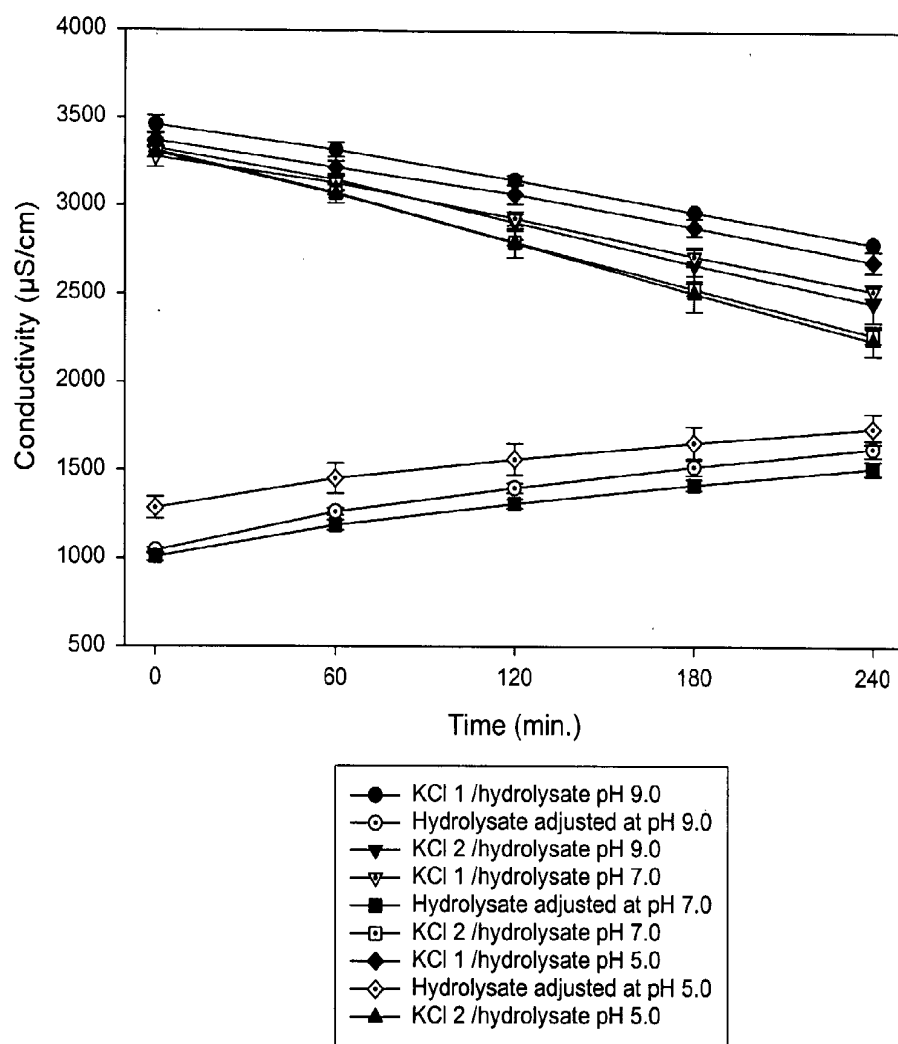 4000
3500
3000
2500
2000
1500
1000
500
Conductivity (µS/cm)
0 60 120 180 240
Time (min.)
KCl 1 /hydrolysate pH 9.0
Hydrolysate adjusted at pH 9.0
KCl 2 /hydrolysate pH 9.0
KCl 1 /hydrolysate pH 7.0
Hydrolysate adjusted at pH 7.0
KCl 2 /hydrolysate pH 7.0
KCl 1 /hydrolysate pH 5.0
Hydrolysate adjusted at pH 5.0
KCl 2 /hydrolysate pH 5.0